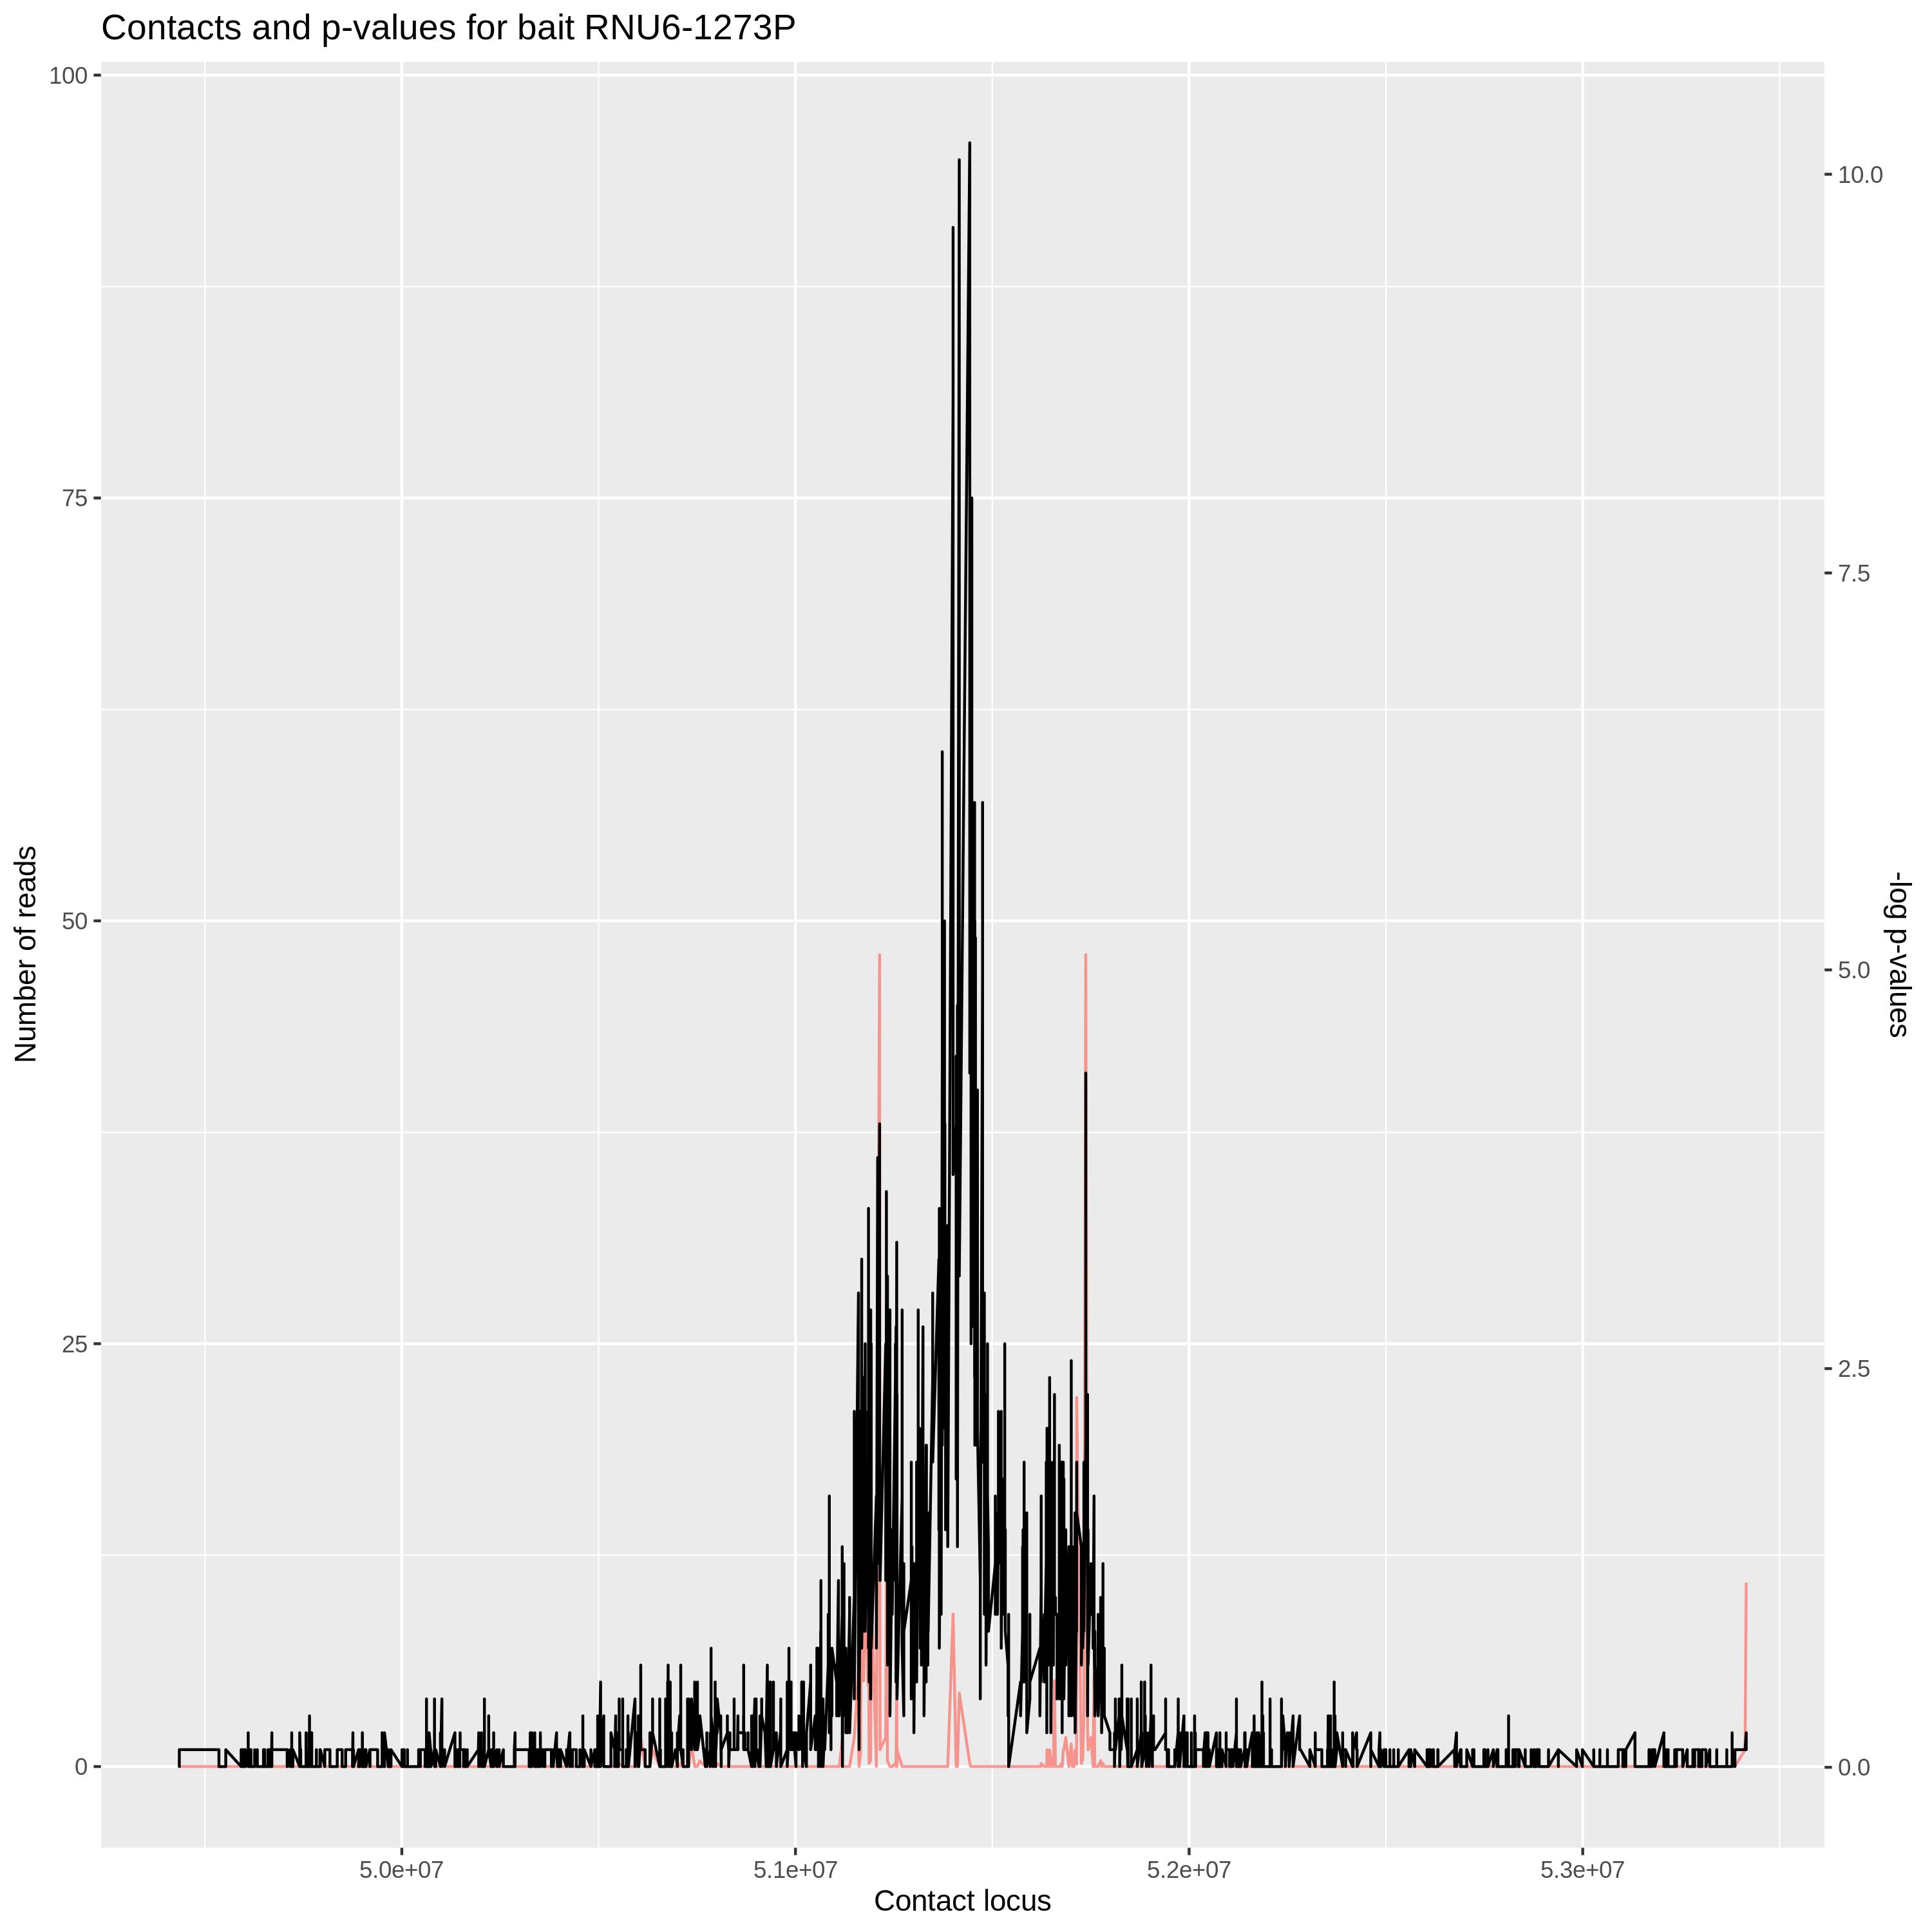 Contacts and p-values for bait RNU6-1273P
100
75
50
25
0
Number of reads
10.0
7.5
5.0
2.5
0.0
-log p-values
5.0e+07
5.1e+07
5.2e+07
5.3e+07
Contact locus